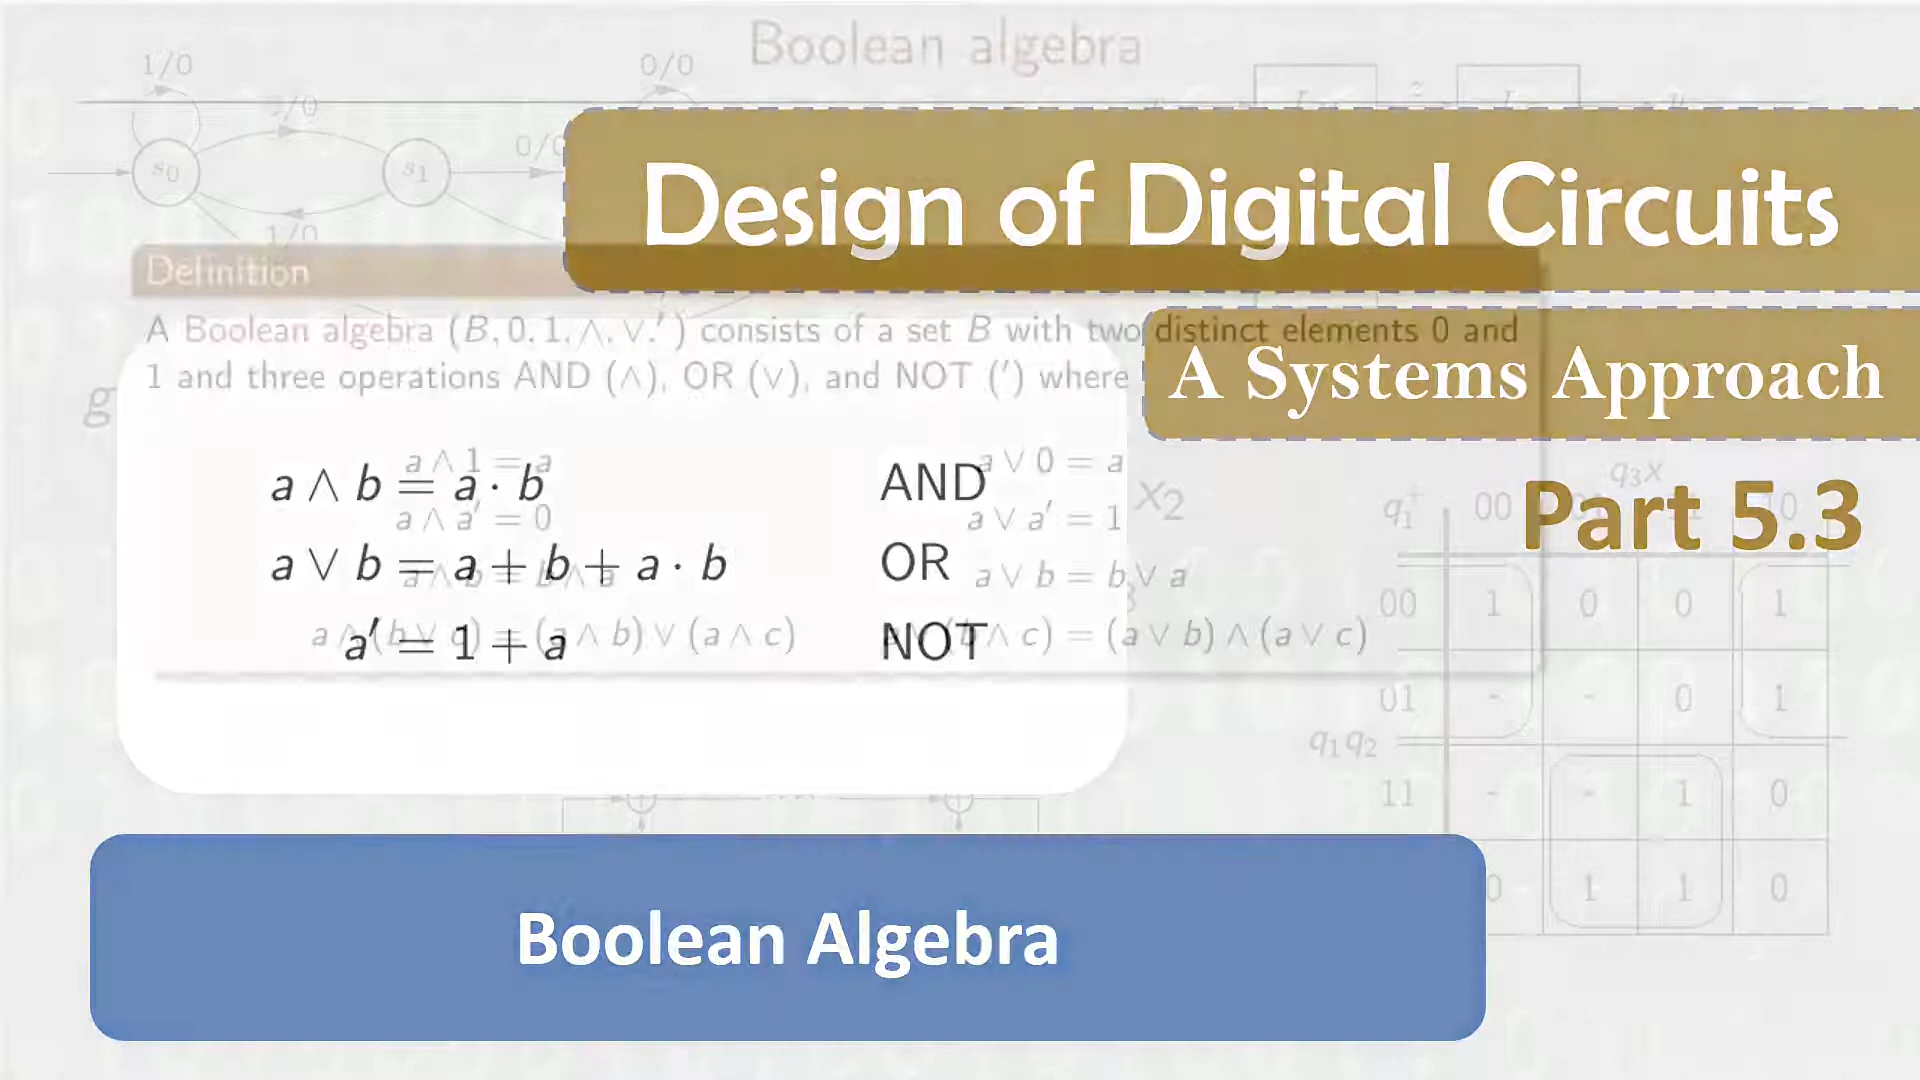 Boolean algebra
1/0
0/0
0/0
s0
s1
1/0
Design of Digital Circuits
Definition
A Boolean algebra (B, 0, 1, ∧, ∨,′) consists of a set B with two distinct elements 0 and
1 and three operations AND (∧), OR (∨), and NOT (′) where
A Systems Approach
Part 5.3
a ∧ 1 = a
a ∨ 0 = a
a ∧ b = a · b AND
a ∧ a′ = 0
a ∨ a′ = 1
a ∨ b = a + b + a · b OR
a ∧ b = b ∧ a
a ∨ b = b ∨ a
a ∧ (b ∨ c) = (a ∧ b) ∨ (a ∧ c)
∧ c) = (a ∨ b) ∧ (a ∨ c)
a′ = 1 + a NOT
g
x2
q3x
q1+ 00
00 1 0 0 1
01 - - 0 1
q1q2
11 - - 1 0
0 1 1 0
Boolean Algebra